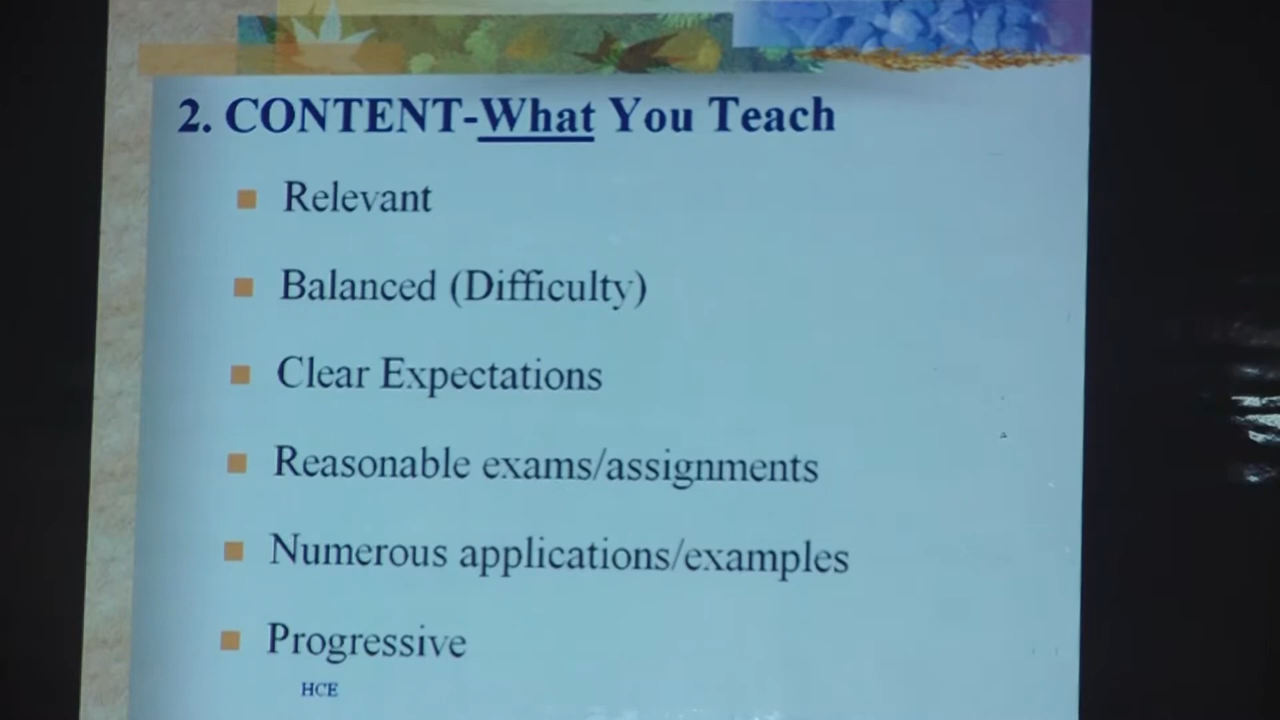 2. CONTENT-What You Teach
Relevant
Balanced (Difficulty)
Clear Expectations
Reasonable exams/assignments
Numerous applications/examples
Progressive
HCE